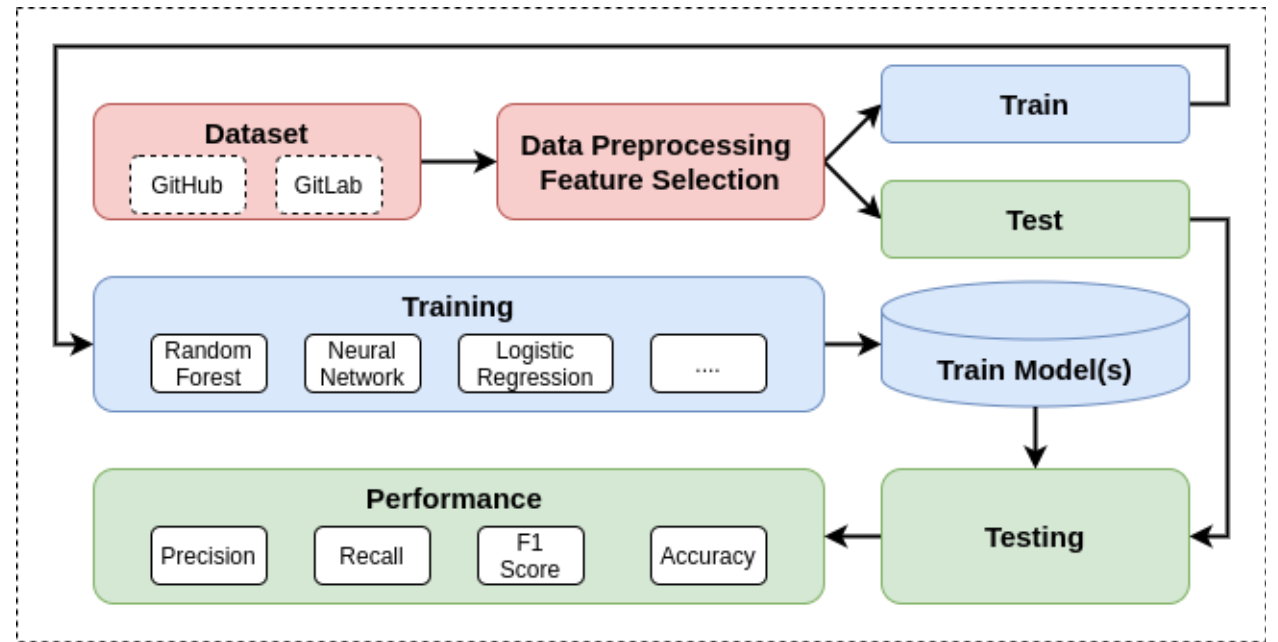 Dataset
GitHub
GitLab
Data Preprocessing
Feature Selection
Train
Test
Training
Random
Forest
Neural
Network
Logistic
Regression
....
Train Model(s)
Performance
Precision
Recall
F1
Score
Accuracy
Testing